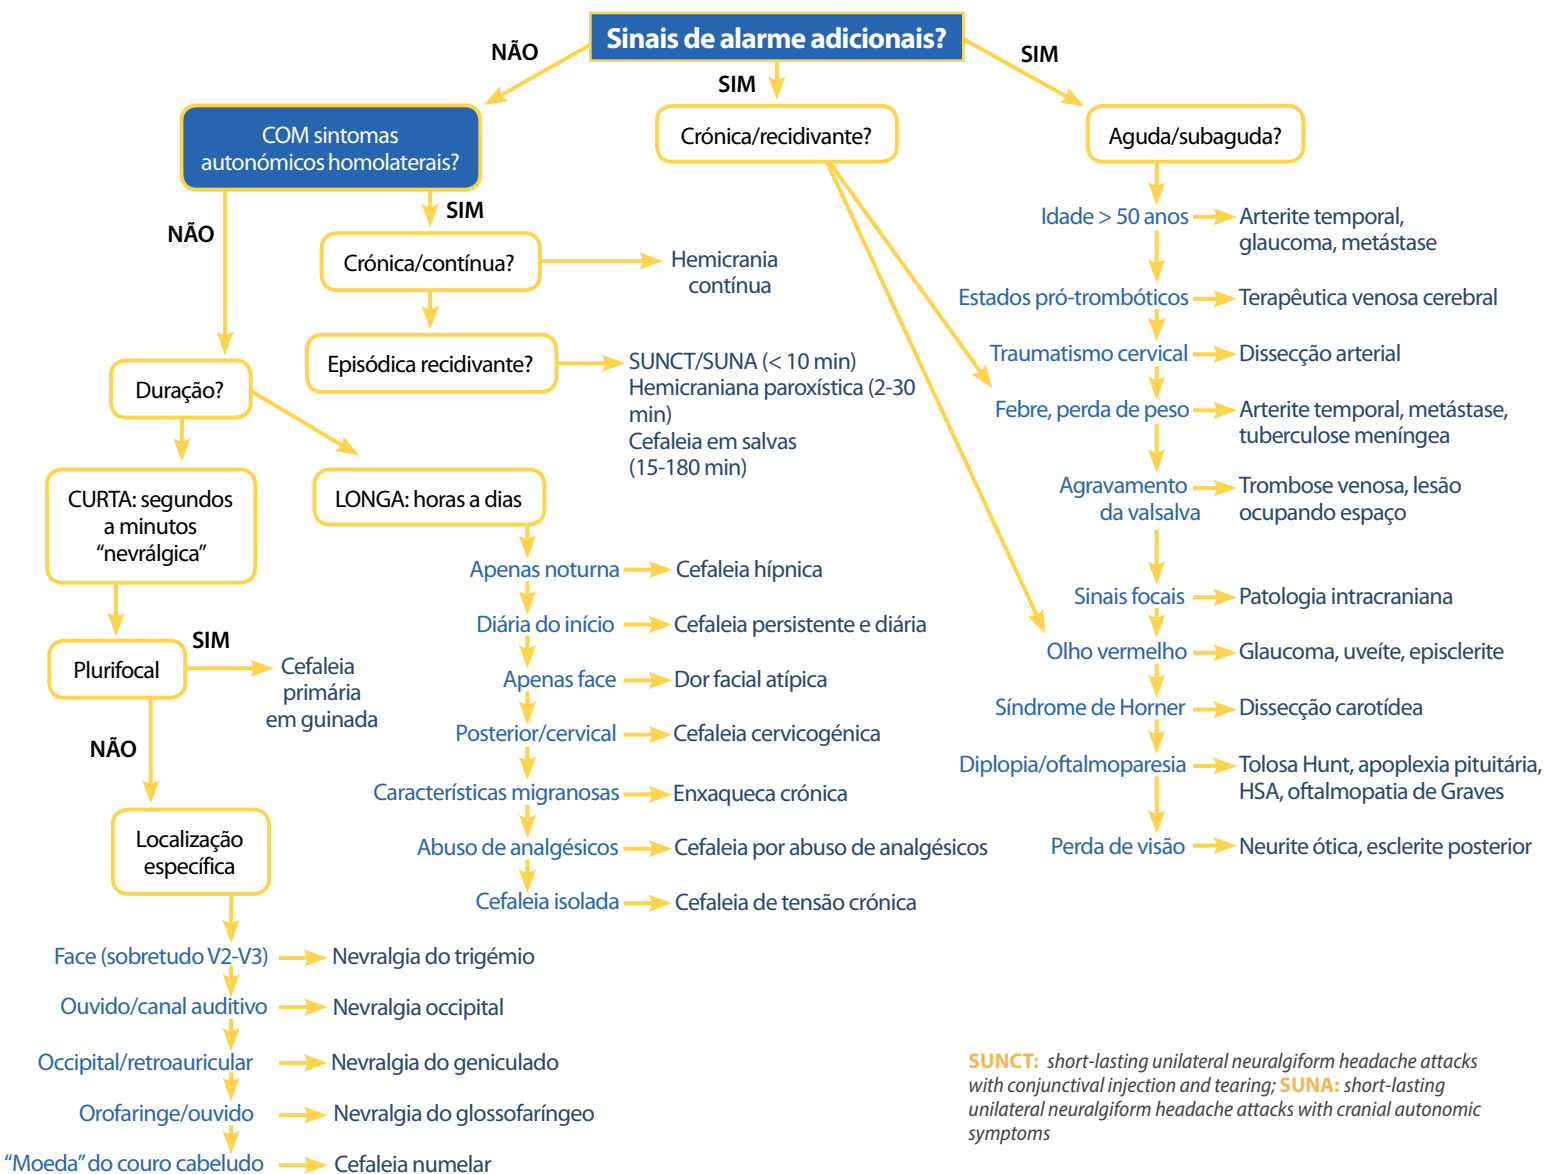 Sinais de alarme adicionais?
NÃO
SIM
SIM
COM sintomas
autonómicos homolaterais?
Crónica/recidivante?
Aguda/subaguda?
NÃO
SIM
Crónica/contínua?
Hemicrania
contínua
Episódica recidivante?
SUNCT/SUNA (< 10 min)
Hemicraniana paroxística (2-30
min)
Cefaleia em salvas
(15-180 min)
Duração?
CURTA: segundos
a minutos
“nevrálgica”
LONGA: horas a dias
Plurifocal
SIM
Cefaleia
primária
em guinada
NÃO
Localização
específica
Face (sobretudo V2-V3)
Nevralgia do trigémio
Ouvido/canal auditivo
Nevralgia occipital
Occipital/retroauricular
Nevralgia do geniculado
Orofaringe/ouvido
Nevralgia do glossofaríngeo
“Moeda” do couro cabeludo
Cefaleia numelar
Apenas noturna
Cefaleia hípnica
Diária do início
Cefaleia persistente e diária
Apenas face
Dor facial atípica
Posterior/cervical
Cefaleia cervicogénica
Características migranosas
Enxaqueca crónica
Abuso de analgésicos
Cefaleia por abuso de analgésicos
Cefaleia isolada
Cefaleia de tensão crónica
Idade > 50 anos
Arterite temporal,
glaucoma, metástase
Estados pró-trombóticos
Terapêutica venosa cerebral
Traumatismo cervical
Dissecção arterial
Febre, perda de peso
Arterite temporal, metástase,
tuberculose meníngea
Agravamento
da valsalva
Trombose venosa, lesão
ocupando espaço
Sinais focais
Patologia intracraniana
Olho vermelho
Glaucoma, uveíte, episclerite
Síndrome de Horner
Dissecção carotídea
Diplopia/oftalmoparesia
Tolosa Hunt, apoplexia pituitária,
HSA, oftalmopatia de Graves
Perda de visão
Neurite ótica, esclerite posterior
SUNCT: short-lasting unilateral neuralgiform headache attacks
with conjunctival injection and tearing; SUNA: short-lasting
unilateral neuralgiform headache attacks with cranial autonomic
symptoms